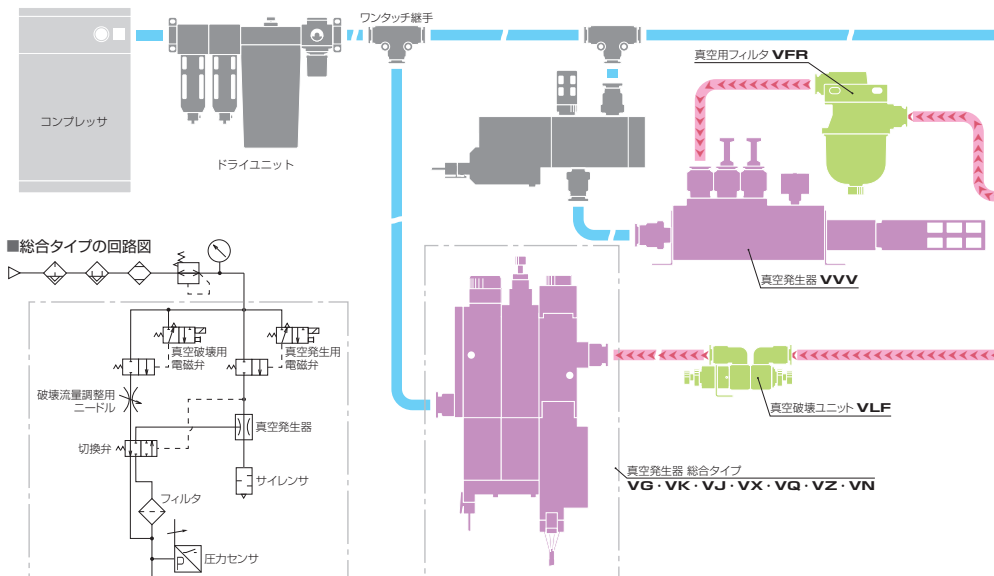 ワンタッチ継手
真空用フィルタ VFR
コンプレッサ
ドライユニット
■総合タイプの回路図
真空発生器 VVV
真空破壊用
電磁弁
真空発生用
電磁弁
破壊流量調整用
ニードル
真空破壊ユニット VLF
真空発生器
切換弁
真空発生器 総合タイプ
VG・VK・VJ・VX・VQ・VZ・VN
サイレンサ
フィルタ
圧力センサ
P